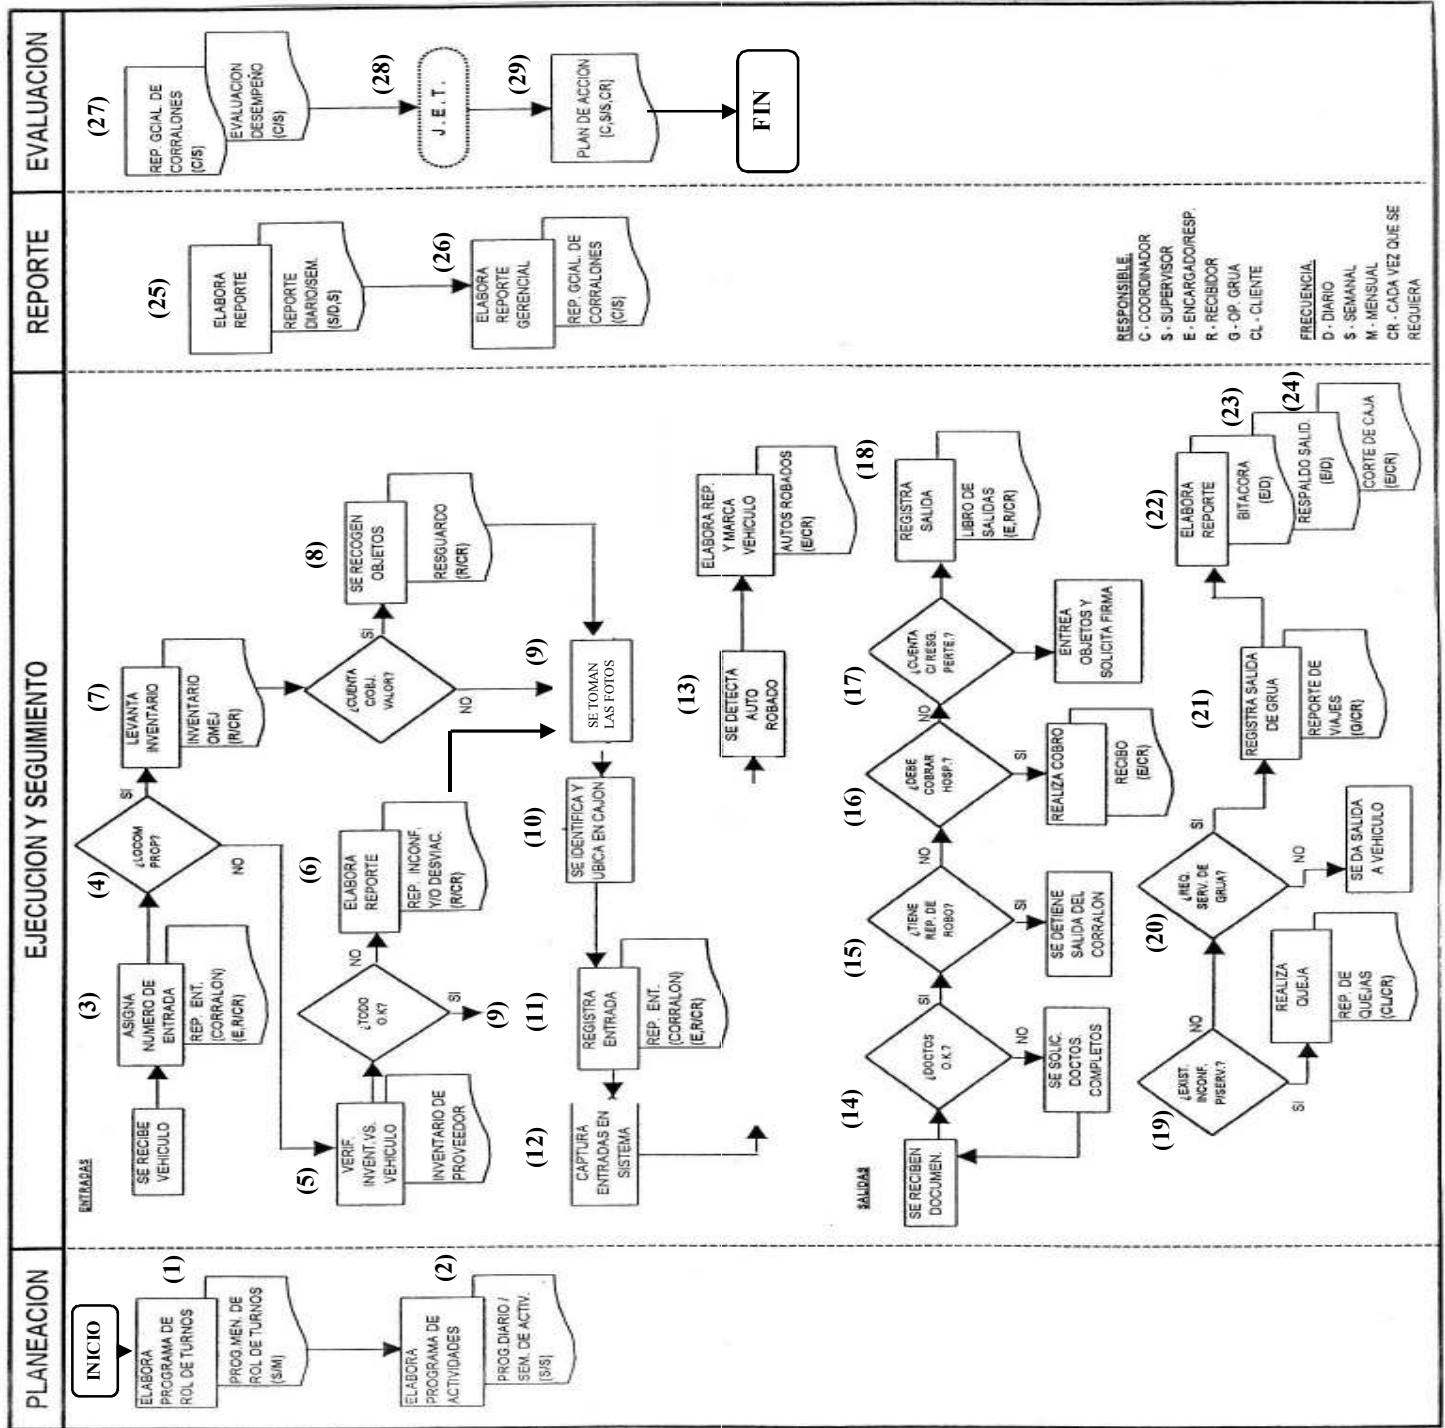 PLANEACION
EJECUCION Y SEGUIMIENTO
REPORTE
EVALUACION
INICIO
ELABORA
PROGRAMA DE
ROL DE TURNOS
(1)
PROG.MEN. DE
ROL DE TURNOS
(S/M)
ELABORA
PROGRAMA DE
ACTIVIDADES
(2)
PROG.DIARIO /
SEM. DE ACTIV.
(S/S)
ENTRADAS
SE RECIBE
VEHICULO
(3)
ASIGNA
NUMERO DE
ENTRADA
REP. ENT.
(CORRALON)
(E,R/CR)
(4)
¿LOCOM
PROP?
SI
NO
(7)
LEVANTA
INVENTARIO
INVENTARIO
OMEJ
(R/CR)
(5)
VERIF.
INVENT.VS.
VEHICULO
INVENTARIO DE
PROVEEDOR
¿TODO
O.K?
NO
SI
(9)
(6)
ELABORA
REPORTE
REP. INCONF.
Y/O DESVIAC.
(R/CR)
¿CUENTA
C/OBJ.
VALOR?
SI
NO
(8)
SE RECOGEN
OBJETOS
RESGUARDO
(R/CR)
(9)
SE TOMAN
LAS FOTOS
(10)
SE IDENTIFICA Y
UBICA EN CAJON
(11)
REGISTRA
ENTRADA
REP. ENT.
(CORRALON)
(E,R/CR)
(12)
CAPTURA
ENTRADAS EN
SISTEMA
(13)
SE DETECTA
AUTO
ROBADO
ELABORA REP.
Y MARCA
VEHICULO
AUTOS ROBADOS
(E/CR)
SALIDAS
SE RECIBEN
DOCUMEN.
(14)
¿DOCTOS
O.K.?
SI
NO
SE SOLIC.
DOCTOS.
COMPLETOS
(15)
¿TIENE
REP. DE
ROBO?
NO
SI
SE DETIENE
SALIDA DEL
CORRALON
(16)
¿DEBE
COBRAR
HOSP.?
NO
SI
REALIZA COBRO
RECIBO
(E/CR)
(17)
¿CUENTA
C/ RESG.
PERTE.?
ENTREA
OBJETOS Y
SOLICITA FIRMA
(18)
REGISTRA
SALIDA
LIBRO DE
SALIDAS
(E,R/CR)
(19)
¿EXIST.
INCONF.
P/SERV.?
NO
SI
REALIZA
QUEJA
REP. DE
QUEJAS
(CL/CR)
(20)
¿REQ.
SERV. DE
GRUA?
SI
NO
SE DA SALIDA
A VEHICULO
(21)
REGISTRA SALIDA
DE GRUA
REPORTE DE
VIAJES
(G/CR)
(22)
ELABORA
REPORTE
BITACORA
(E/D)
(23)
RESPALDO SALID.
(E/D)
(24)
CORTE DE CAJA
(E/CR)
(25)
ELABORA
REPORTE
REPORTE
DIARIO/SEM.
(S/D,S)
(26)
ELABORA
REPORTE
GERENCIAL
REP. GCIAL. DE
CORRALONES
(C/S)
RESPONSIBLE.
C - COORDINADOR
S - SUPERVISOR
E - ENCARGADO/RESP.
R - RECIBIDOR
G - OP. GRUA
CL - CLIENTE
FRECUENCIA.
D - DIARIO
S - SEMANAL
M - MENSUAL
CR - CADA VEZ QUE SE
REQUIERA
(27)
REP. GCIAL. DE
CORRALONES
(C/S)
EVALUACION
DESEMPEÑO
(C/S)
(28)
J.E.T.
(29)
PLAN DE ACCION
(C,S/S,CR)
FIN